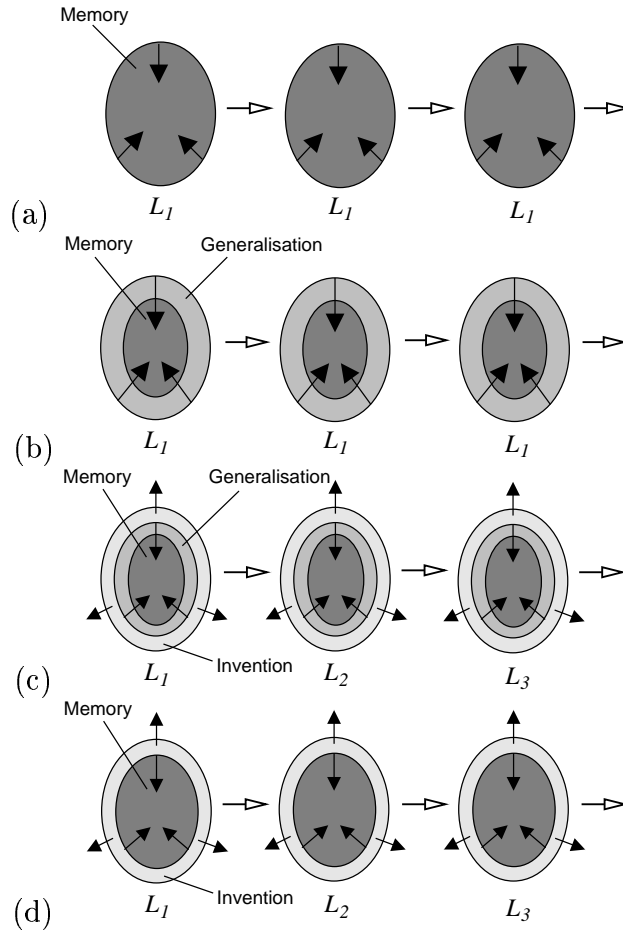 Memory
(a)
L1 L1 L1
Memory Generalisation
(b)
L1 L1 L1
Memory Generalisation
Invention
(c)
L1 L2 L3
Memory
Invention
(d)
L1 L2 L3